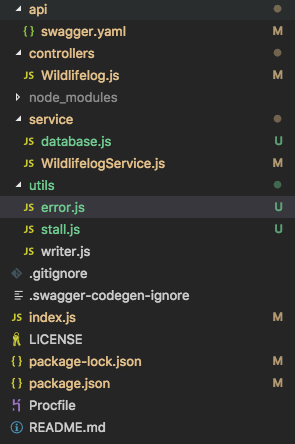 api
{ } swagger.yaml M
controllers
JS Wildlifelog.js M
node_modules
service
JS database.js U
JS WildlifelogService.js M
utils
JS error.js U
JS stall.js U
JS writer.js
.gitignore
.swagger-codegen-ignore
JS index.js M
LICENSE
{ } package-lock.json M
{ } package.json M
Procfile
README.md